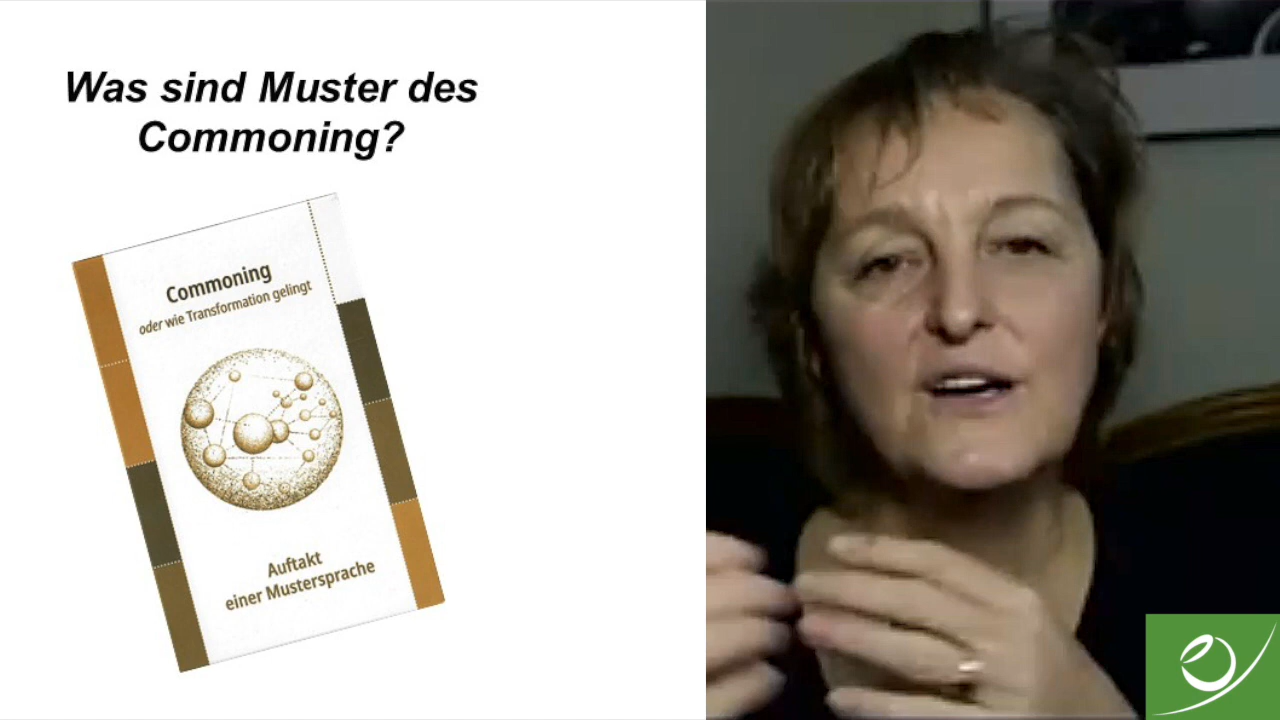 Was sind Muster des
Commoning?
Commoning
oder wie Transformation gelingt
Auftakt
einer Mustersprache